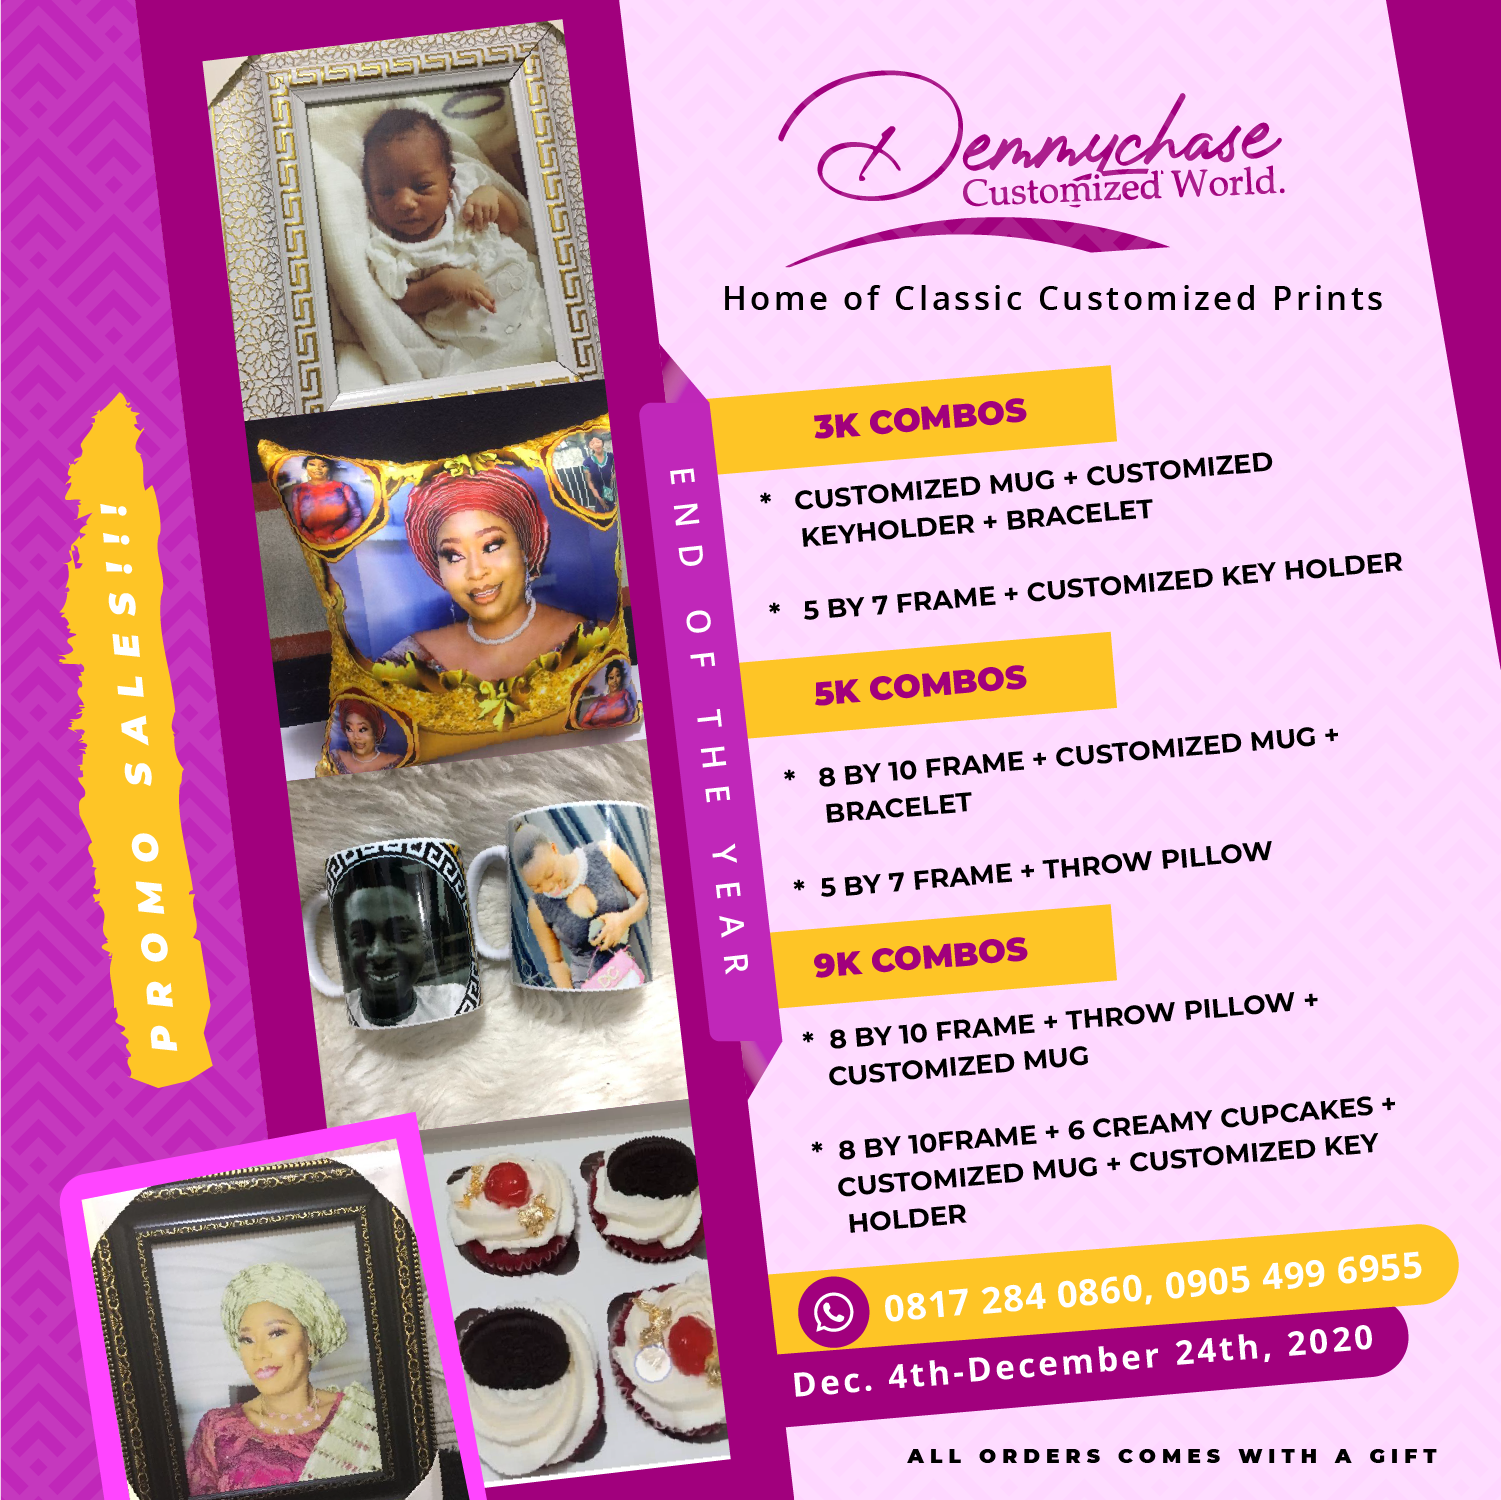 Demmychase
Customized World.
Home of Classic Customized Prints
PROMO SALES!!!
END OF THE YEAR
3K COMBOS
* CUSTOMIZED MUG + CUSTOMIZED
KEYHOLDER + BRACELET
* 5 BY 7 FRAME + CUSTOMIZED KEY HOLDER
5K COMBOS
* 8 BY 10 FRAME + CUSTOMIZED MUG +
BRACELET
* 5 BY 7 FRAME + THROW PILLOW
9K COMBOS
* 8 BY 10 FRAME + THROW PILLOW +
CUSTOMIZED MUG
* 8 BY 10FRAME + 6 CREAMY CUPCAKES +
CUSTOMIZED MUG + CUSTOMIZED KEY
HOLDER
0817 284 0860, 0905 499 6955
Dec. 4th-December 24th, 2020
ALL ORDERS COMES WITH A GIFT